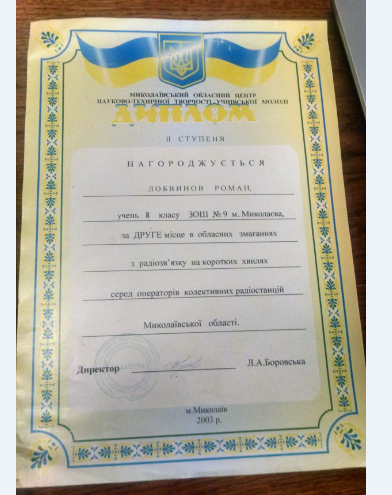 МИКОЛАЇВСЬКИЙ ОБЛАСНИЙ ЦЕНТР
НАУКОВО-ТЕХНІЧНОЇ ТВОРЧОСТІ УЧНІВСЬКОЇ МОЛОДІ
ДИПЛОМ
ІІ СТУПЕНЯ
НАГОРОДЖУЄТЬСЯ
ЛОБВИНОВ РОМАН,
учень 8 класу ЗОШ №9 м. Миколаєва,
за ДРУГЕ місце в обласних змаганнях
з радіозв'язку на коротких хвилях
серед операторів колективних радіостанцій
Миколаївської області.
Директор Л.А.Боровська
м.Миколаїв
2003 р.